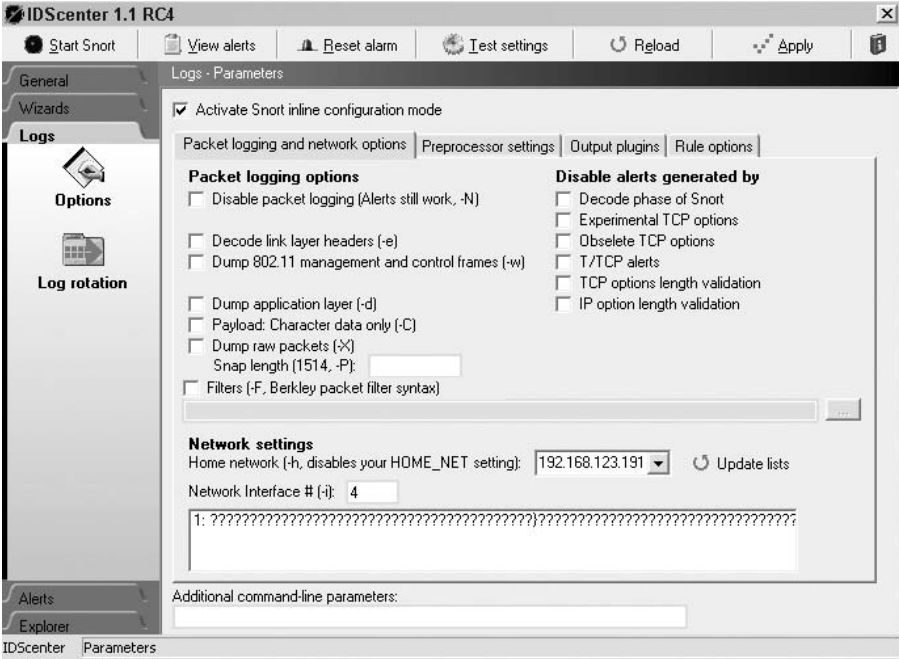 IDScenter 1.1 RC4
Start Snort View alerts Reset alarm Test settings Reload Apply
General
Wizards
Logs
Options
Log rotation
Alerts
Explorer
Logs - Parameters
Activate Snort inline configuration mode
Packet logging and network options Preprocessor settings Output plugins Rule options
Packet logging options
Disable packet logging (Alerts still work, -N)
Decode link layer headers (-e)
Dump 802.11 management and control frames (-w)
Dump application layer (-d)
Payload: Character data only (-C)
Dump raw packets (-X)
Snap length (1514, -P):
Filters (-F, Berkley packet filter syntax)
...
Disable alerts generated by
Decode phase of Snort
Experimental TCP options
Obselete TCP options
T/TCP alerts
TCP options length validation
IP option length validation
Network settings
Home network (-h, disables your HOME_NET setting): 192.168.123.191 Update lists
Network Interface # (-i): 4
1: ????????????????????????????????????????}????????????????????????????????
Additional command-line parameters:
IDScenter Parameters